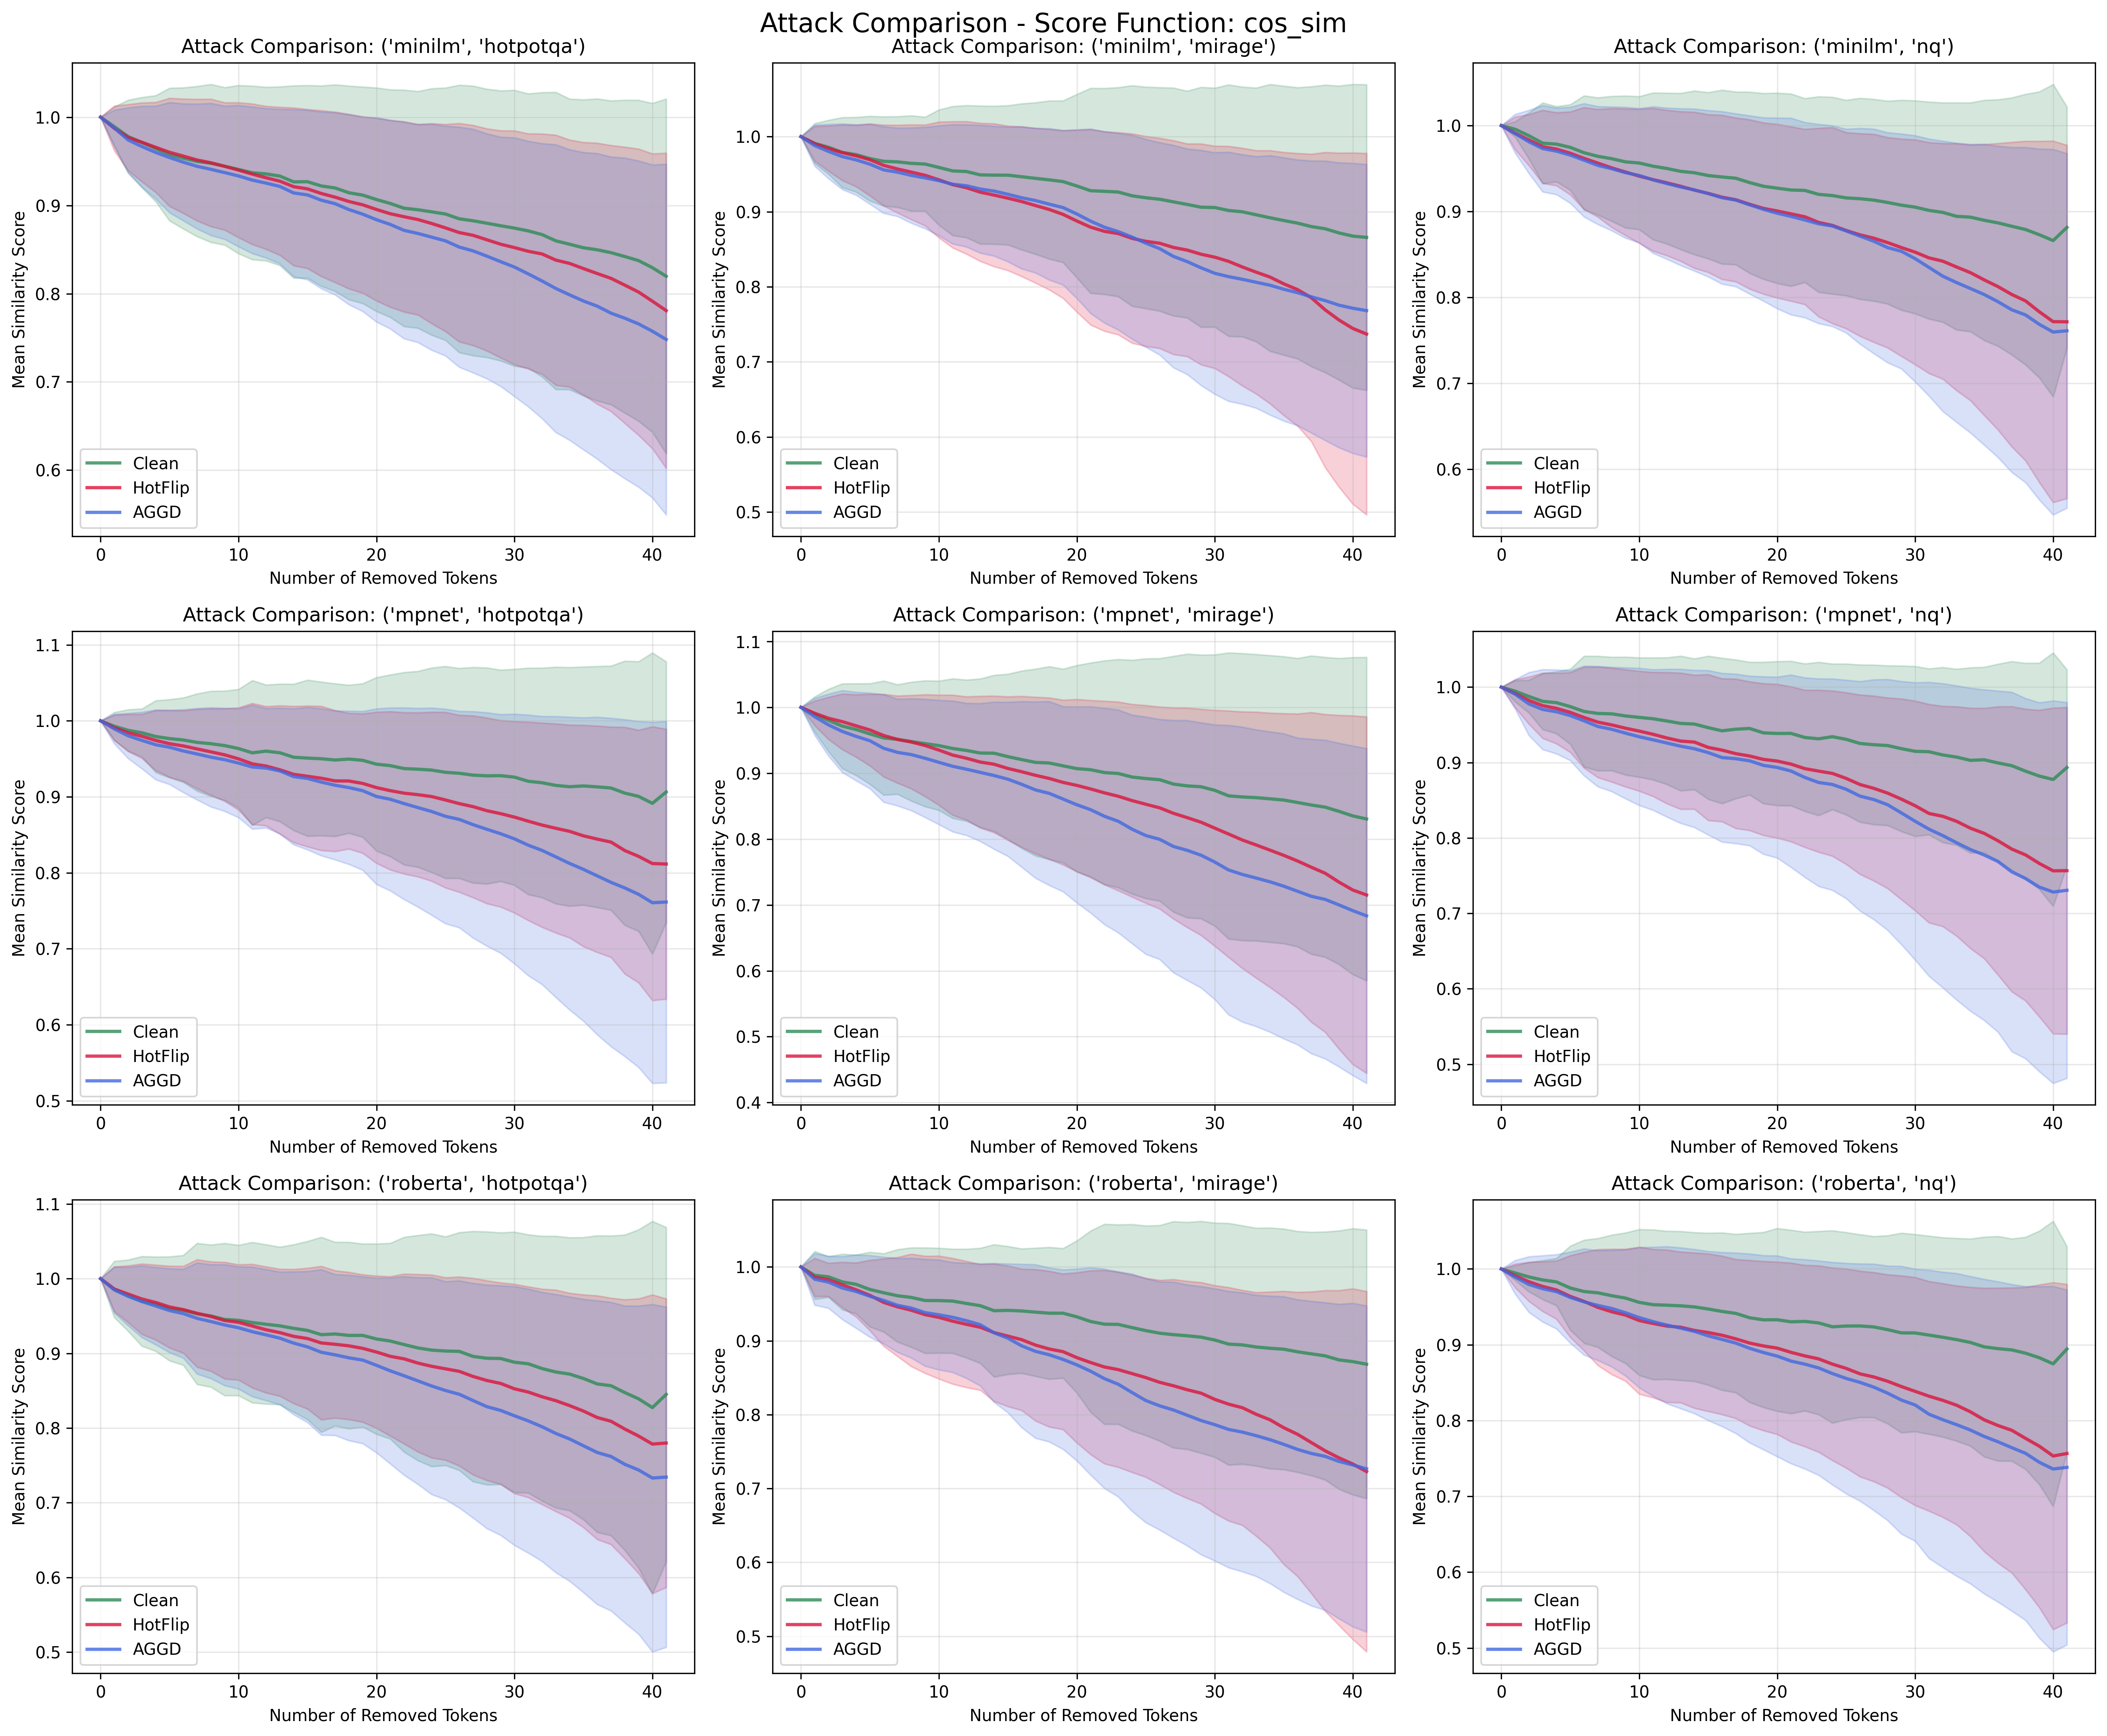 Attack Comparison - Score Function: cos_sim
Attack Comparison: ('minilm', 'hotpotqa')
1.0
0.9
0.8
0.7
0.6
Mean Similarity Score
Clean
HotFlip
AGGD
0 10 20 30 40
Number of Removed Tokens
Attack Comparison: ('minilm', 'mirage')
1.0
0.9
0.8
0.7
0.6
0.5
Mean Similarity Score
Clean
HotFlip
AGGD
0 10 20 30 40
Number of Removed Tokens
Attack Comparison: ('minilm', 'nq')
1.0
0.9
0.8
0.7
0.6
Mean Similarity Score
Clean
HotFlip
AGGD
0 10 20 30 40
Number of Removed Tokens
Attack Comparison: ('mpnet', 'hotpotqa')
1.1
1.0
0.9
0.8
0.7
0.6
0.5
Mean Similarity Score
Clean
HotFlip
AGGD
0 10 20 30 40
Number of Removed Tokens
Attack Comparison: ('mpnet', 'mirage')
1.1
1.0
0.9
0.8
0.7
0.6
0.5
0.4
Mean Similarity Score
Clean
HotFlip
AGGD
0 10 20 30 40
Number of Removed Tokens
Attack Comparison: ('mpnet', 'nq')
1.0
0.9
0.8
0.7
0.6
0.5
Mean Similarity Score
Clean
HotFlip
AGGD
0 10 20 30 40
Number of Removed Tokens
Attack Comparison: ('roberta', 'hotpotqa')
1.1
1.0
0.9
0.8
0.7
0.6
0.5
Mean Similarity Score
Clean
HotFlip
AGGD
0 10 20 30 40
Number of Removed Tokens
Attack Comparison: ('roberta', 'mirage')
1.0
0.9
0.8
0.7
0.6
0.5
Mean Similarity Score
Clean
HotFlip
AGGD
0 10 20 30 40
Number of Removed Tokens
Attack Comparison: ('roberta', 'nq')
1.0
0.9
0.8
0.7
0.6
0.5
Mean Similarity Score
Clean
HotFlip
AGGD
0 10 20 30 40
Number of Removed Tokens